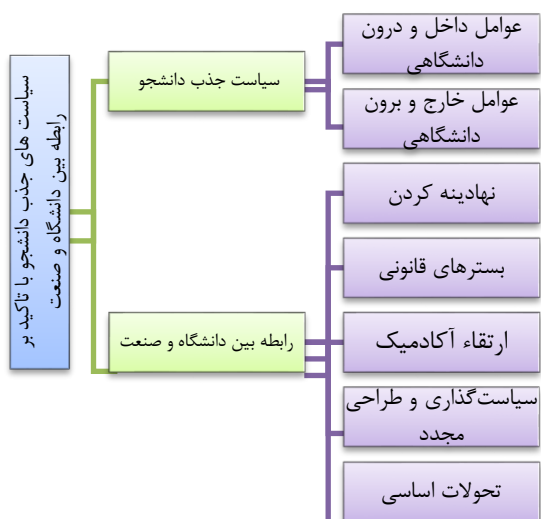 سیاست های جذب دانشجو با تاکید بر
رابطه بین دانشگاه و صنعت
سیاست جذب دانشجو
عوامل داخل و درون
دانشگاهی
عوامل خارج و برون
دانشگاهی
رابطه بین دانشگاه و صنعت
نهادینه کردن
بسترهای قانونی
ارتقاء آکادمیک
سیاست‌گذاری و طراحی
مجدد
تحولات اساسی